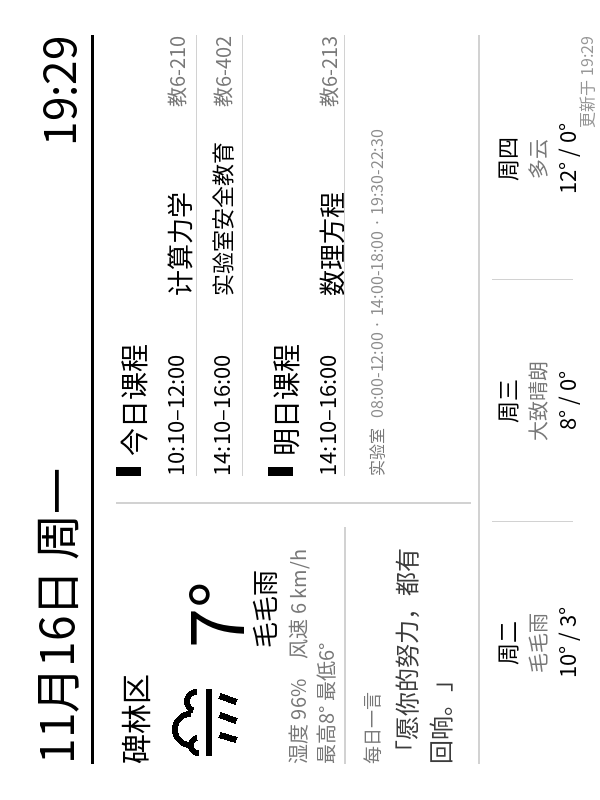 11月16日 周一
19:29
碑林区
7°
毛毛雨
湿度 96% 风速 6 km/h
最高8° 最低6°
每日一言
「愿你的努力，都有
回响。」
今日课程
10:10–12:00 计算力学 教6-210
14:10–16:00 实验室安全教育 教6-402
明日课程
14:10–16:00 数理方程 教6-213
实验室 08:00-12:00 · 14:00-18:00 · 19:30-22:30
周二
毛毛雨
10° / 3°
周三
大致晴朗
8° / 0°
周四
多云
12° / 0°
更新于 19:29